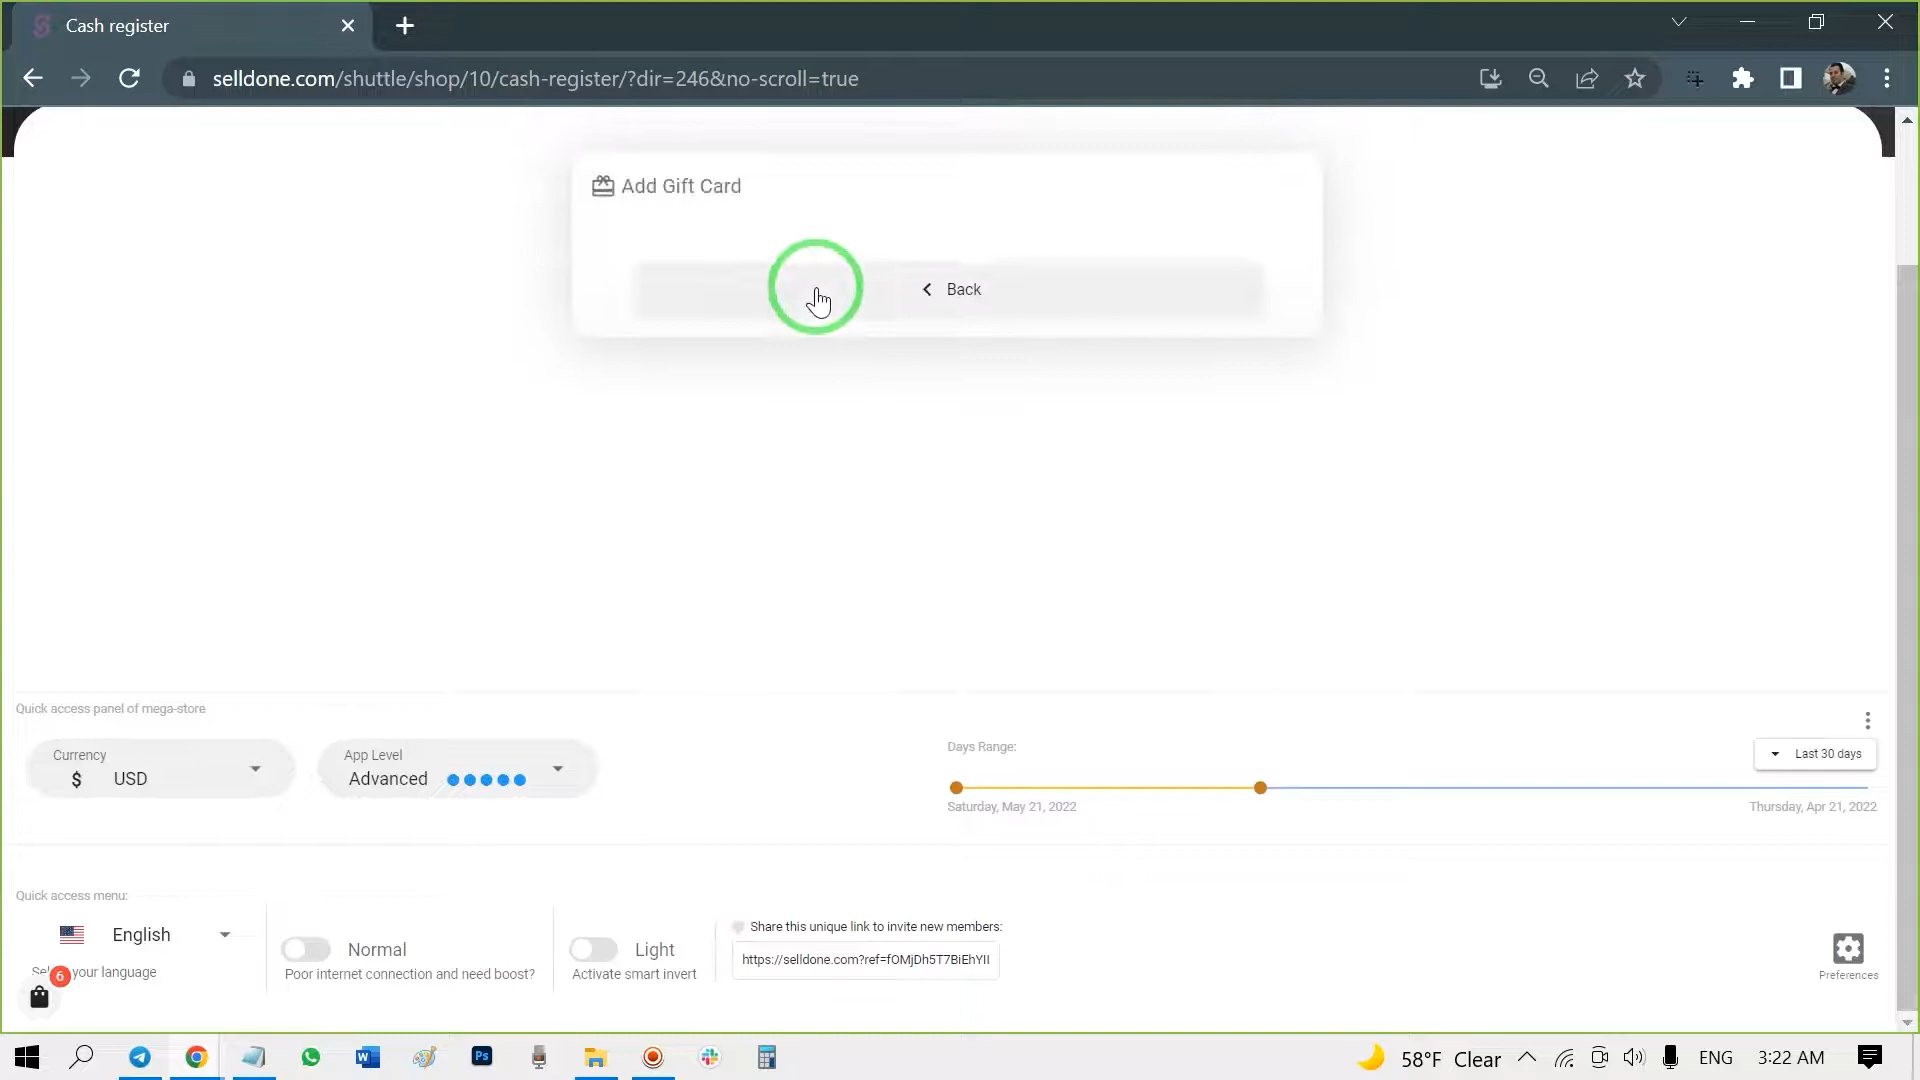 Cash register
selldone.com/shuttle/shop/10/cash-register/?dir=246&no-scroll=true
Add Gift Card
Back
Quick access panel of mega-store
Currency
$ USD
App Level
Advanced
Days Range:
Last 30 days
Saturday, May 21, 2022
Thursday, Apr 21, 2022
Quick access menu:
English
your language
6
Normal
Poor internet connection and need boost?
Light
Activate smart invert
Share this unique link to invite new members:
https://selldone.com?ref=fOMjDh5T7BiEhYII
Preferences
W
Ps
58°F Clear
ENG
3:22 AM